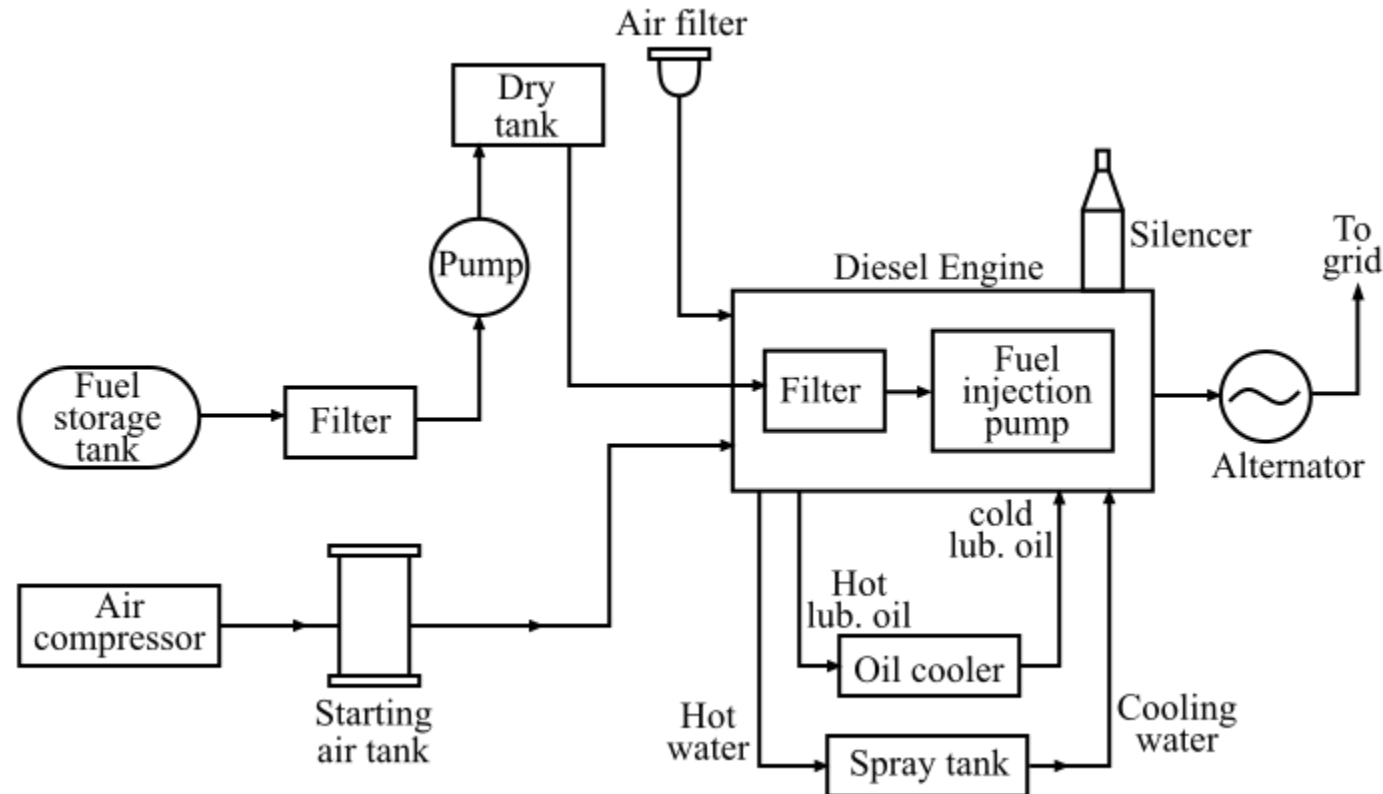 Air filter
Dry
tank
Pump
Silencer
To
grid
Diesel Engine
Fuel
storage
tank
Filter
Filter
Fuel
injection
pump
Alternator
cold
lub. oil
Hot
lub. oil
Air
compressor
Oil cooler
Starting
air tank
Hot
water
Spray tank
Cooling
water